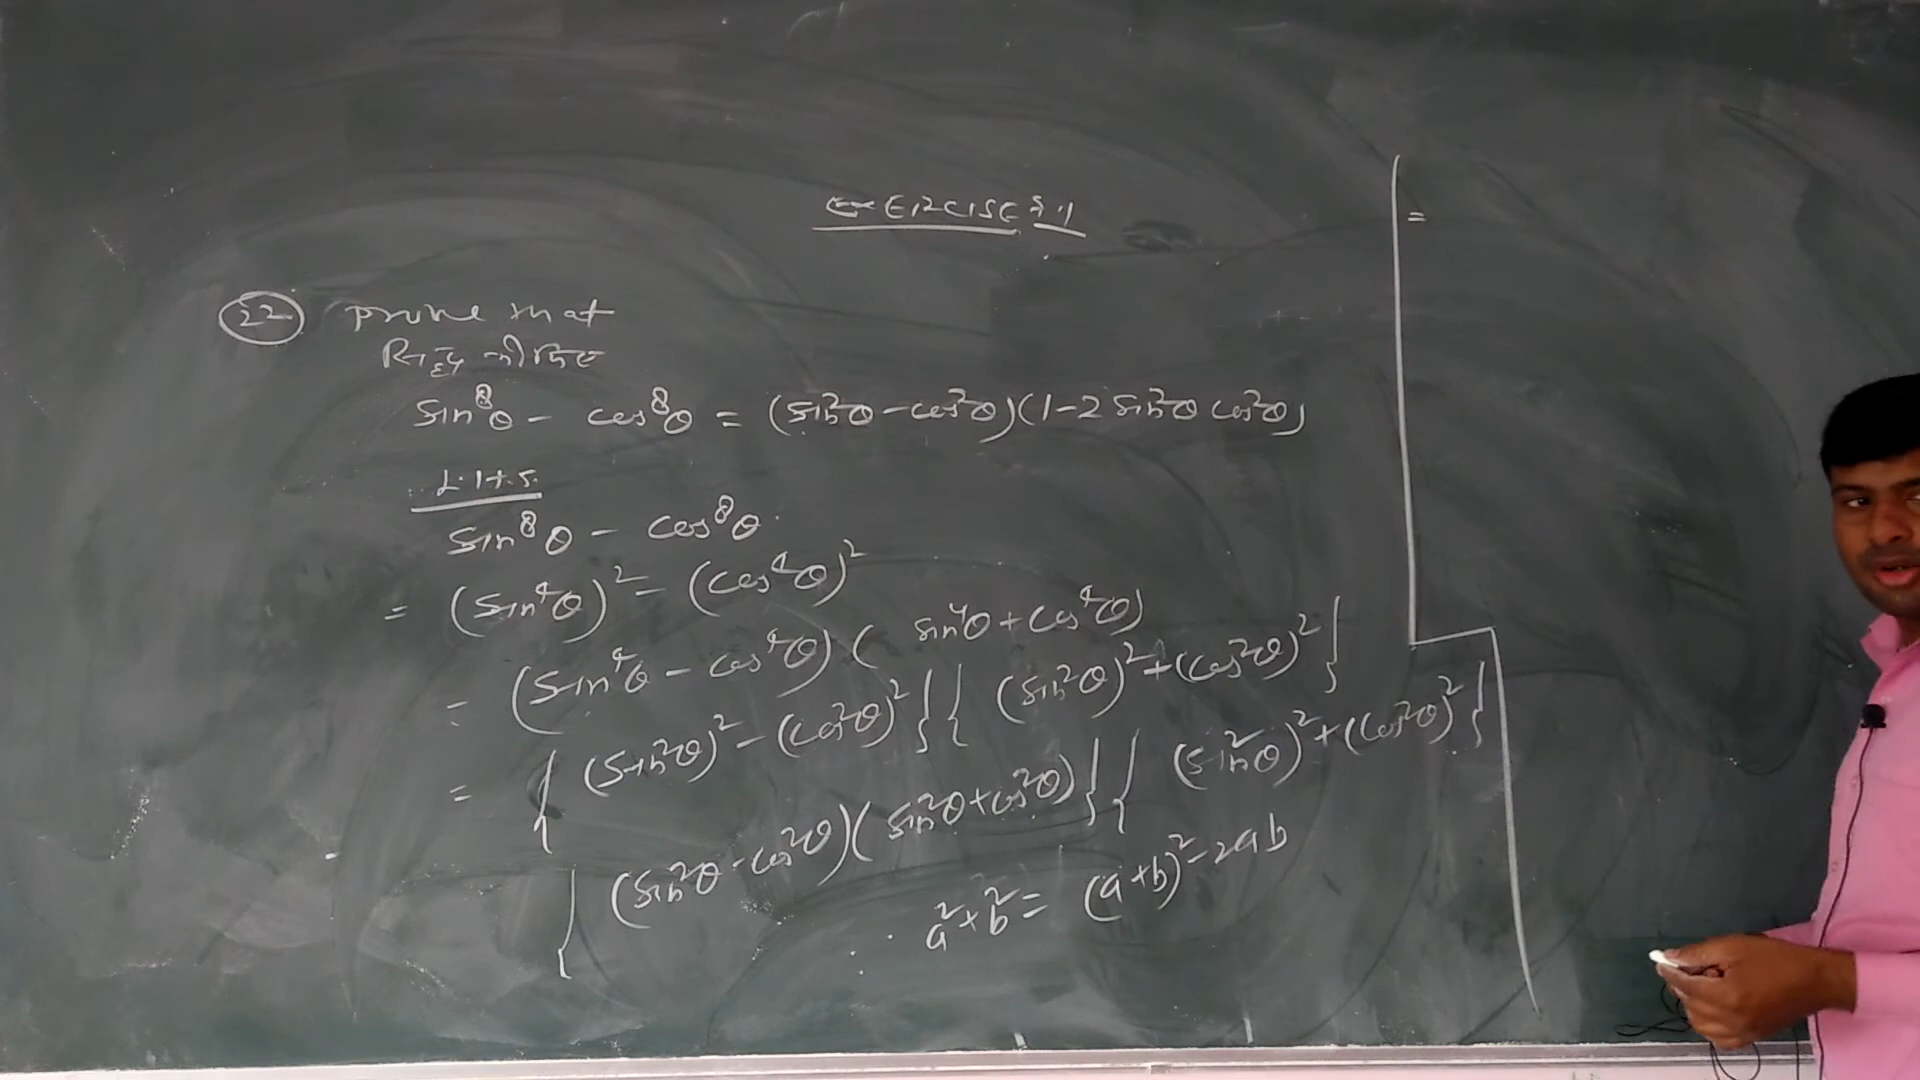 EXERCISE 8.1
22 Prove that
सिद्ध कीजिए
sin⁸θ - cos⁸θ = (sin²θ - cos²θ)(1 - 2 sin²θ cos²θ)
L.H.S.
sin⁸θ - cos⁸θ
= (sin⁴θ)² - (cos⁴θ)²
= (sin⁴θ - cos⁴θ)(sin⁴θ + cos⁴θ)
= {(sin²θ)² - (cos²θ)²}{(sin²θ)² + (cos²θ)²}
{(sin²θ - cos²θ)(sin²θ + cos²θ)}{(sin²θ)² + (cos²θ)²}
∵ a² + b² = (a+b)² - 2ab
=